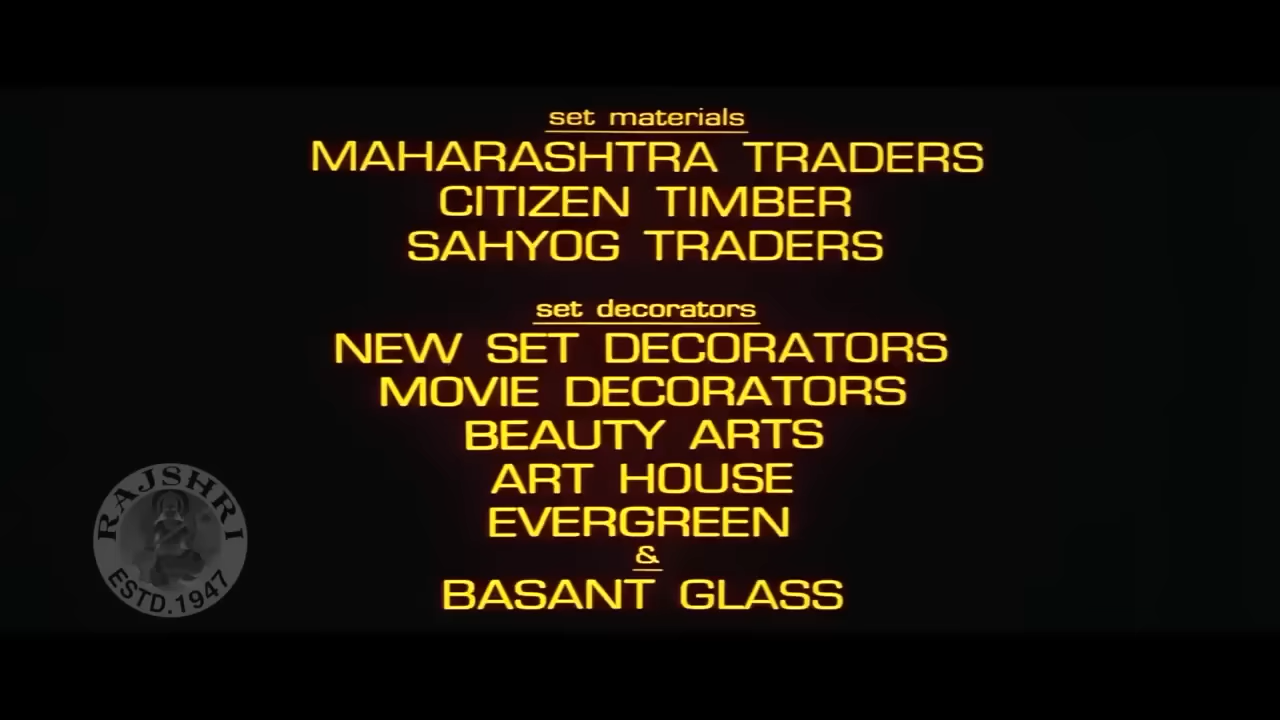 set materials
MAHARASHTRA TRADERS
CITIZEN TIMBER
SAHYOG TRADERS
set decorators
NEW SET DECORATORS
MOVIE DECORATORS
BEAUTY ARTS
ART HOUSE
EVERGREEN
&
BASANT GLASS
RAJSHRI
ESTD.1947